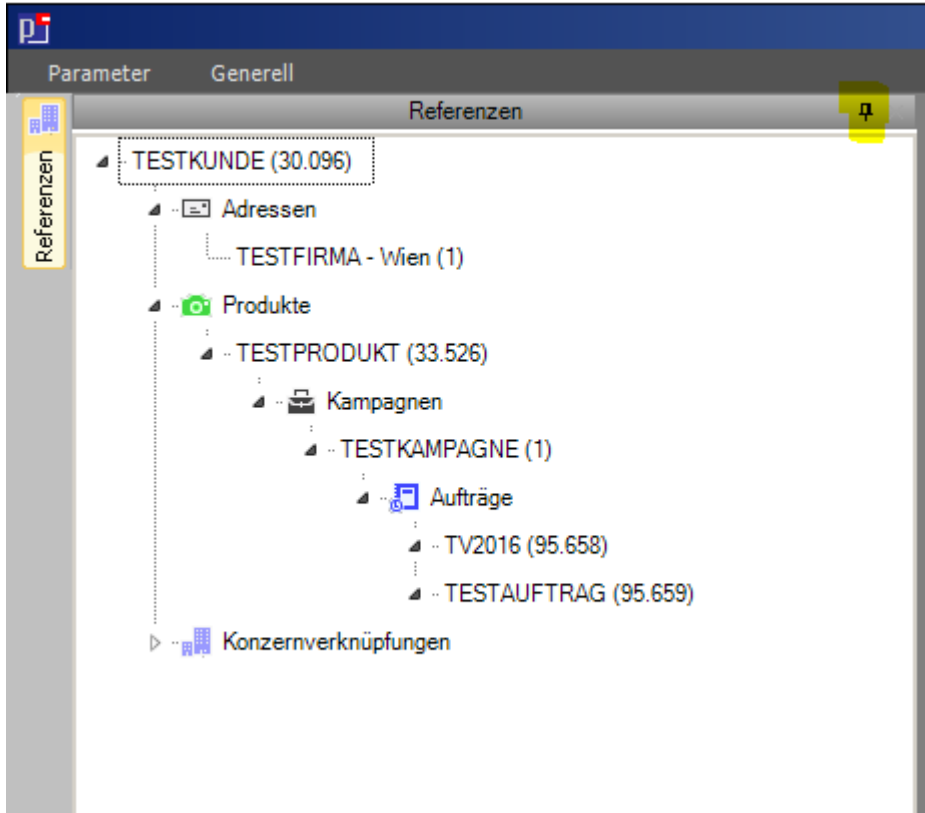 Parameter Generell
Referenzen
Referenzen
TESTKUNDE (30.096)
Adressen
TESTFIRMA - Wien (1)
Produkte
TESTPRODUKT (33.526)
Kampagnen
TESTKAMPAGNE (1)
Aufträge
TV2016 (95.658)
TESTAUFTRAG (95.659)
Konzernverknüpfungen